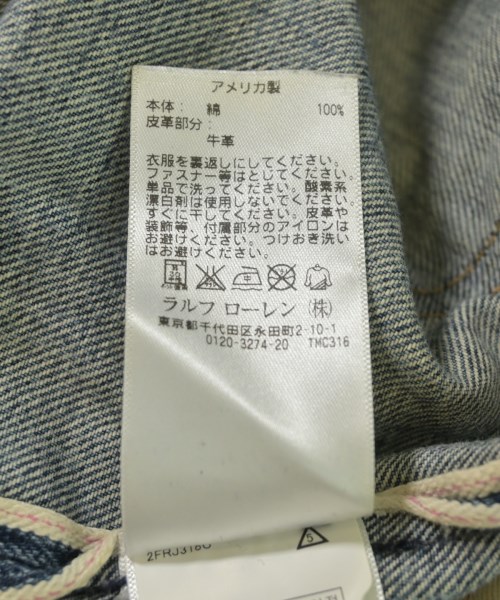 アメリカ製
本体： 綿 100%
皮革部分：
牛革
衣服を裏返しにしてください。
ファスナー等はとじてください。
単品で洗ってください。酸素系
漂白剤は使用しないでください。
すぐに干してください。皮革や
装飾等、付属部分のアイロンは
お避けください。つけおき洗い
はお避けください。
中
ラルフ ローレン（株）
東京都千代田区永田町2-10-1
0120-3274-20 TMC316
2FRJ318U
5